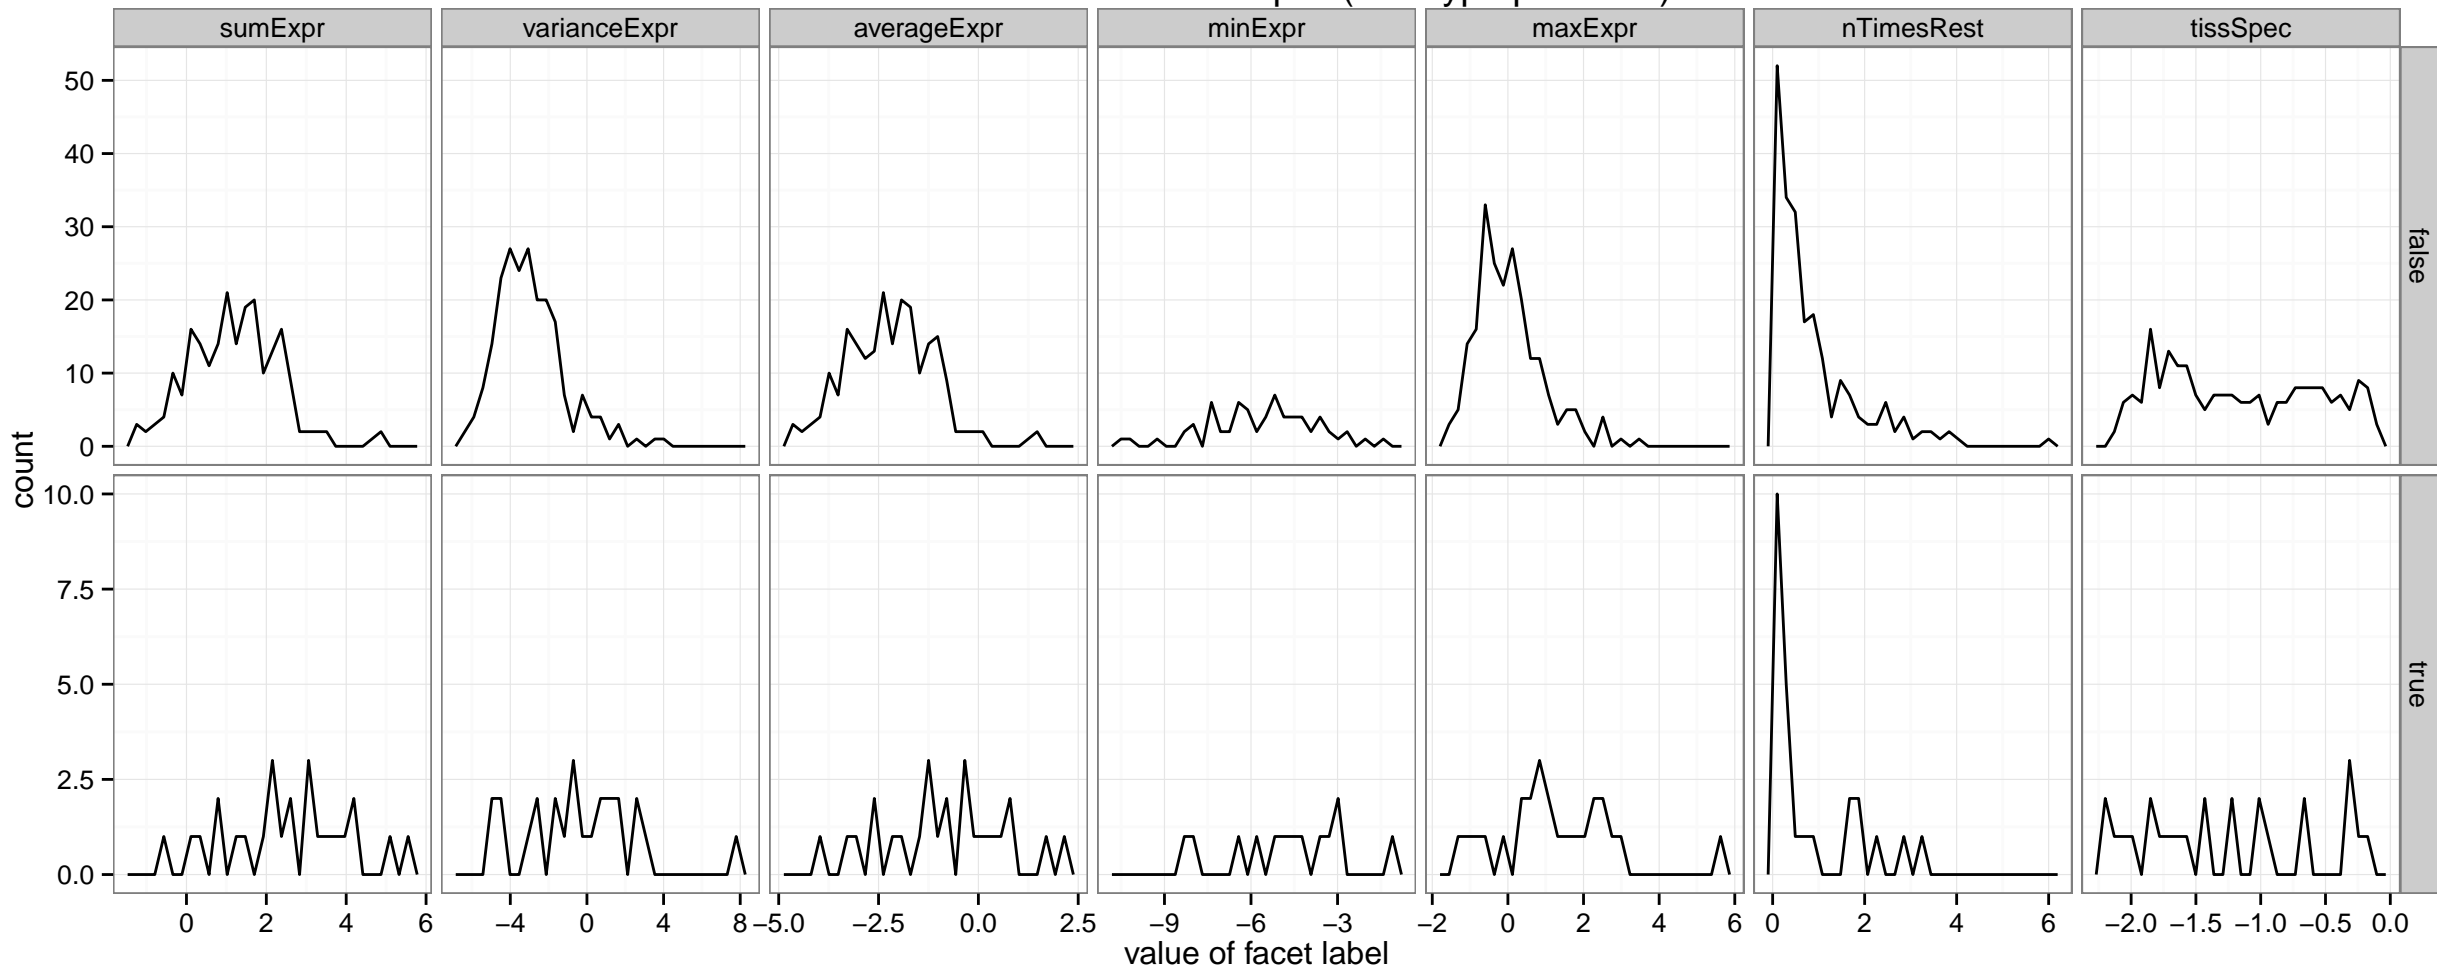 sumExpr varianceExpr averageExpr minExpr maxExpr nTimesRest tissSpec
50
40
30
20
10
0
false
count
10.0
7.5
5.0
2.5
0.0
true
0 2 4 6 −4 0 4 8 −5.0 −2.5 0.0 2.5 −9 −6 −3 −2 0 2 4 6 0 2 4 6 −2.0 −1.5 −1.0 −0.5 0.0
value of facet label